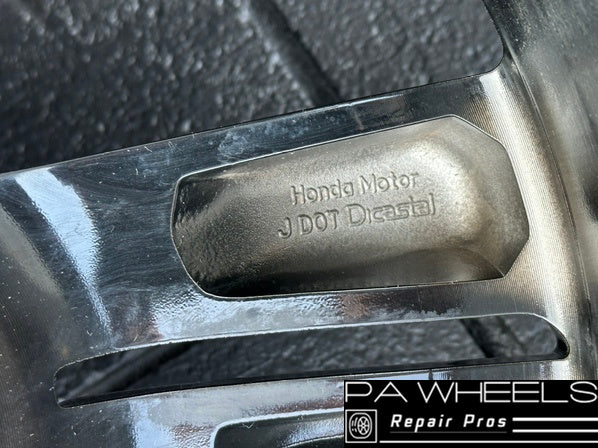 Honda Motor
J DOT Dicastal
PA WHEELS
Repair Pros